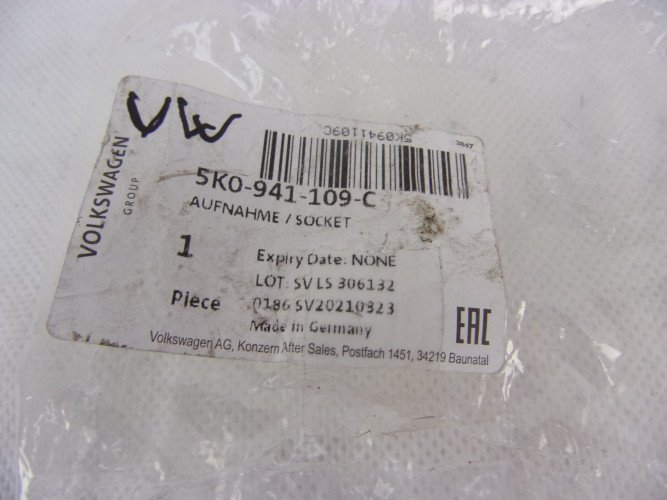 VW
5K0941109C
2847
5K0-941-109-C
AUFNAHME / SOCKET
VOLKSWAGEN
GROUP
1
Piece
Expiry Date: NONE
LOT: SV LS 306132
0186 SV20210323
Made in Germany
EAC
Volkswagen AG, Konzern After Sales, Postfach 1451, 34219 Baunatal